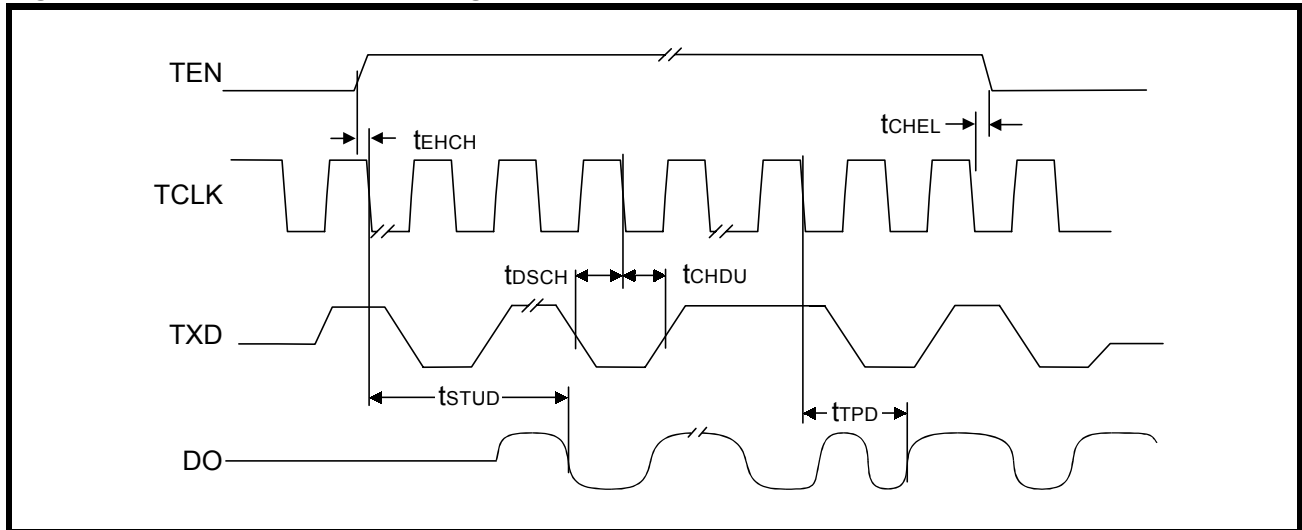 TEN
tCHEL
tEHCH
TCLK
tDSCH
tCHDU
TXD
tSTUD
tTPD
DO